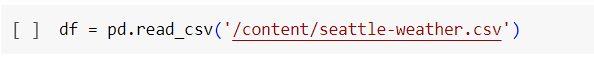 [ ] df = pd.read_csv('/content/seattle-weather.csv')